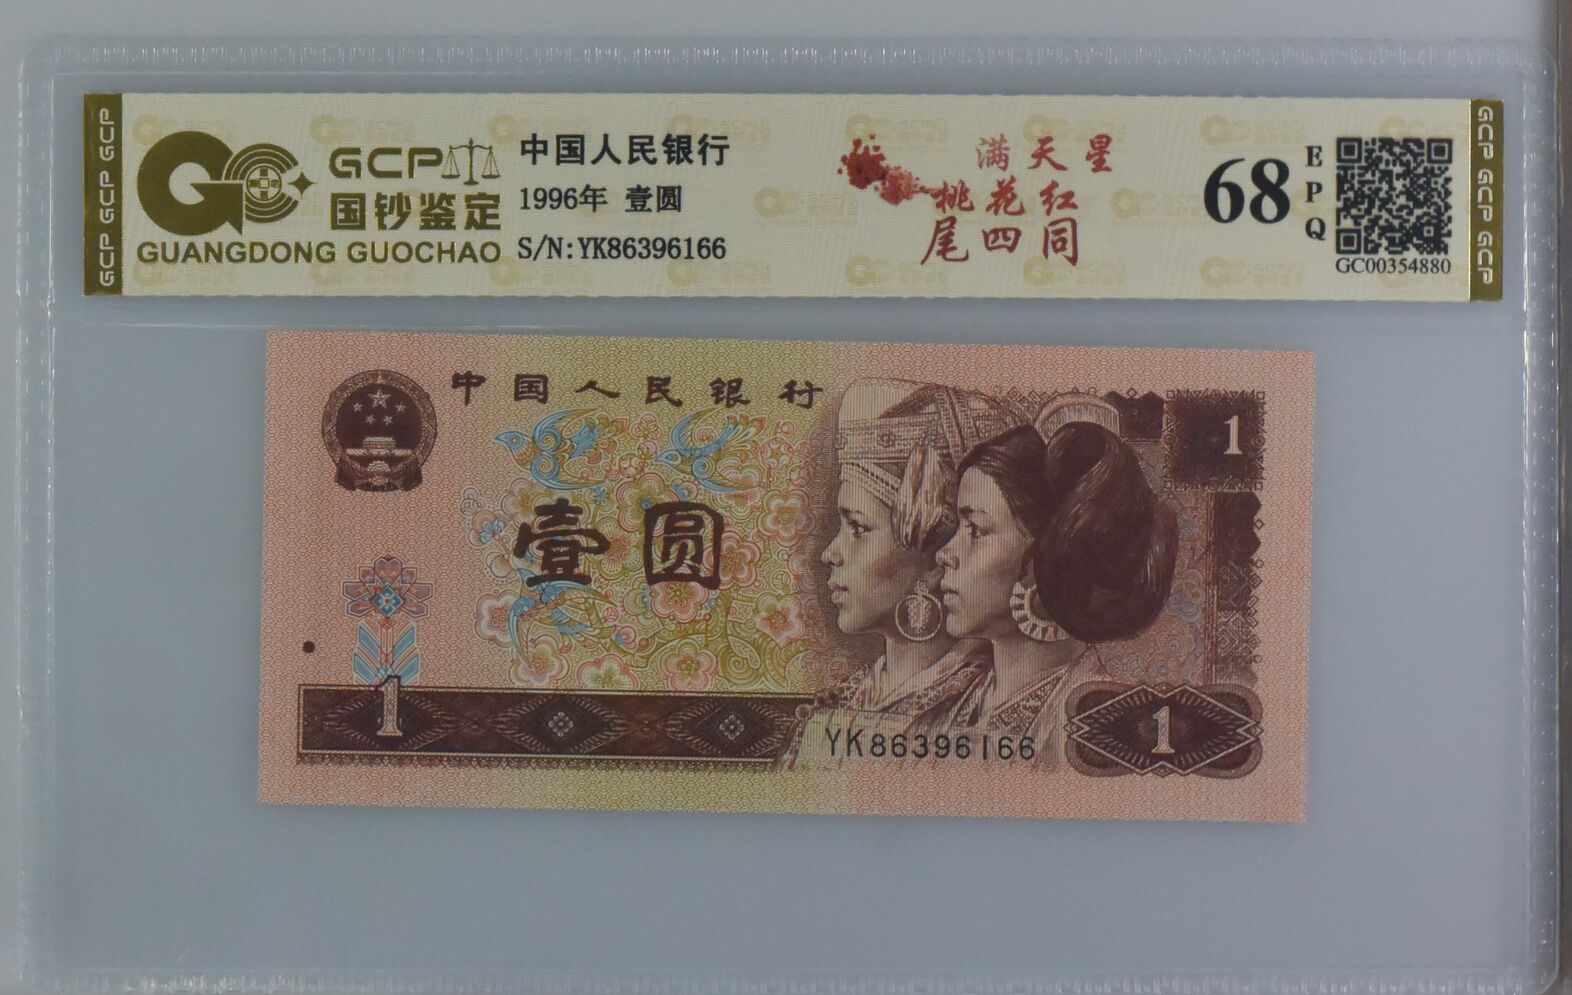 GCP GCP GCP
GCP
国钞鉴定
GUANGDONG GUOCHAO
中国人民银行
1996年 壹圆
S/N:YK86396166
满天星
桃花红
尾四同
68
EPQ
GC00354880
GCP GCP GCP
中国人民银行
1
壹圆
1
YK86396166
1